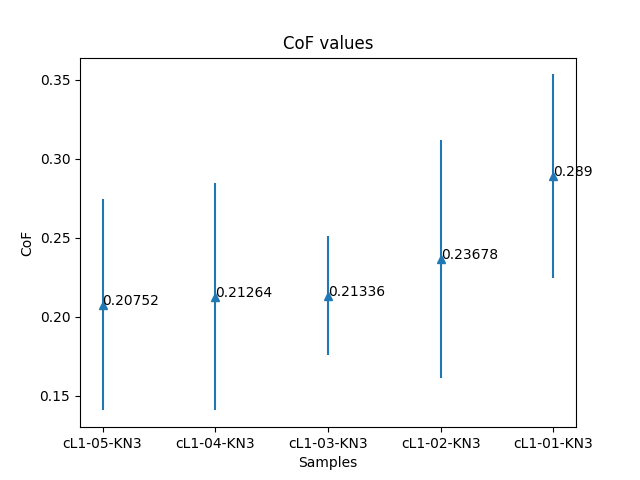 CoF values
0.35
0.30
0.25
0.20
0.15
CoF
0.20752
0.21264
0.21336
0.23678
0.289
cL1-05-KN3
cL1-04-KN3
cL1-03-KN3
cL1-02-KN3
cL1-01-KN3
Samples